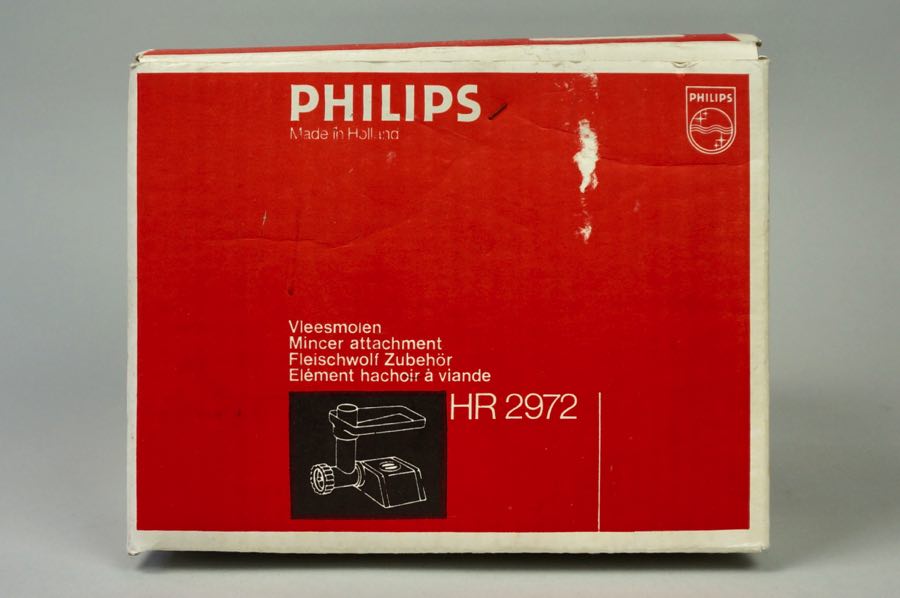 PHILIPS
Made in Holland
PHILIPS
Vleesmolen
Mincer attachment
Fleischwolf Zubehör
Elément hachoir à viande
HR 2972